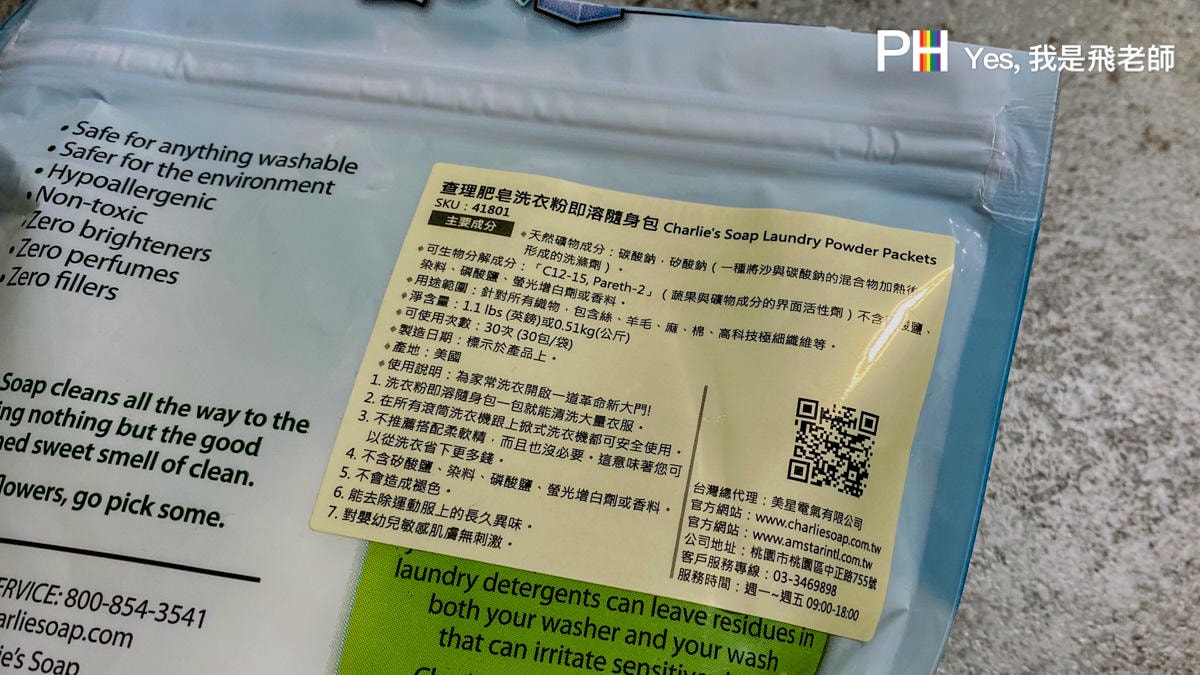 PH Yes, 我是飛老師
• Safe for anything washable
• Safer for the environment
• Hypoallergenic
• Non-toxic
• Zero brighteners
• Zero perfumes
• Zero fillers
Soap cleans all the way to the
nothing but the good
sweet smell of clean.
go pick some.
800-854-3541
Soap
查理肥皂洗衣粉即溶隨身包 Charlie's Soap Laundry Powder Packets
SKU：41801
主要成分
◆天然礦物成分：碳酸鈉，矽酸鈉（一種將沙與碳酸鈉的混合物加熱後
形成的洗滌劑）。
◆可生物分解成分：「C12-15, Pareth-2」（蔬果與礦物成分的界面活性劑）不含
染料、磷酸鹽、螢光增白劑或香料。
◆用途範圍：針對所有織物，包含絲、羊毛、麻、棉、高科技極細纖維等。
◆淨含量：1.1 lbs (英鎊)或0.51kg(公斤)
◆可使用次數：30次 (30包/袋)
◆製造日期：標示於產品上。
◆產地：美國
◆使用說明：為家常洗衣開啟一道革命新大門!
1. 洗衣粉即溶隨身包一包就能清洗大量衣服。
2. 在所有滾筒洗衣機跟上掀式洗衣機都可安全使用。
3. 不推薦搭配柔軟精，而且也沒必要。這意味著您可
以從洗衣省下更多錢。
4. 不含矽酸鹽、染料、磷酸鹽、螢光增白劑或香料。
5. 不會造成褪色。
6. 能去除運動服上的長久異味。
7. 對嬰幼兒敏感肌膚無刺激。
台灣總代理：美星電氣有限公司
官方網站：www.charliesoap.com.tw
官方網站：www.amstarintl.com.tw
公司地址：桃園市桃園區中正路755號
客戶服務專線：03-3469898
服務時間：週一~週五 09:00-18:00
laundry detergents can leave residues in
both your washer and your wash
that can irritate